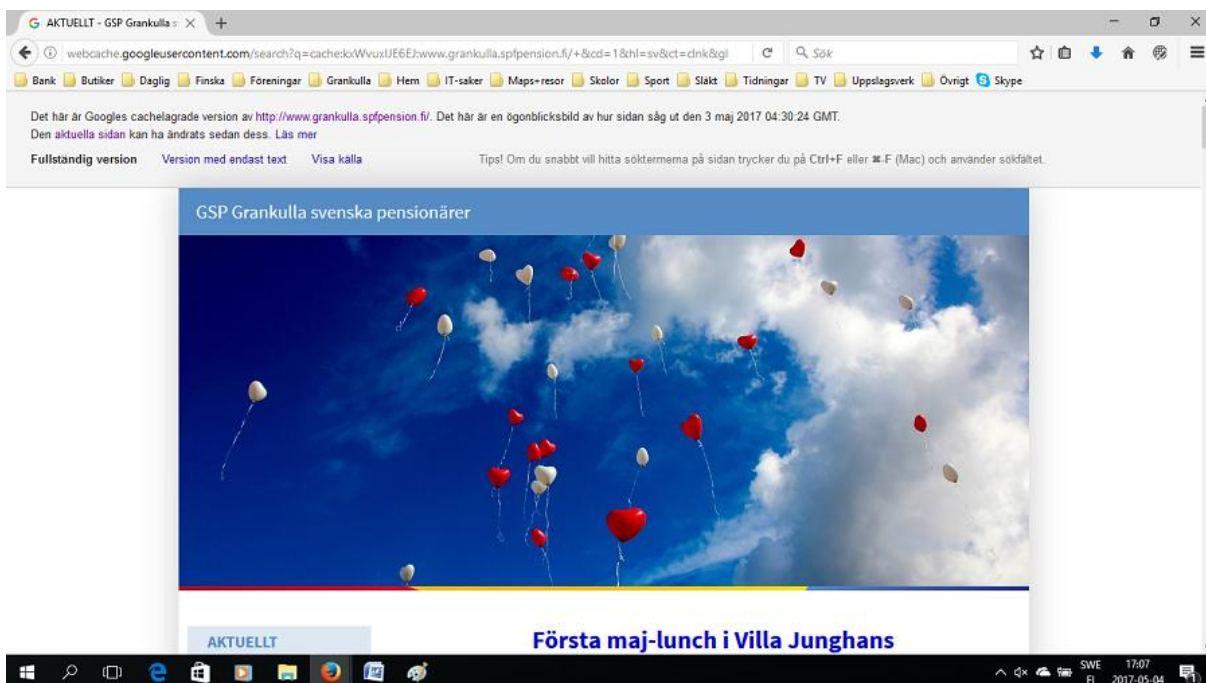 AKTUELLT - GSP Grankulla s
webcache.googleusercontent.com/search?q=cache:kxWvuxIJE6EJ:www.grankulla.spfpension.fi/+&cd=1&hl=sv&ct=clnk&gl
Sök
Bank Butiker Daglig Finska Föreningar Grankulla Hem IT-saker Maps+resor Skolor Sport Släkt Tidningar TV Uppslagsverk Övrigt Skype
Det här är Googles cachelagrade version av http://www.grankulla.spfpension.fi/. Det här är en ögonblicksbild av hur sidan såg ut den 3 maj 2017 04:30:24 GMT.
Den aktuella sidan kan ha ändrats sedan dess. Läs mer
Fullständig version Version med endast text Visa källa Tips! Om du snabbt vill hitta söktermerna på sidan trycker du på Ctrl+F eller ⌘-F (Mac) och använder sökfältet.
GSP Grankulla svenska pensionärer
AKTUELLT
Första maj-lunch i Villa Junghans
SWE 17:07
FI 2017-05-04